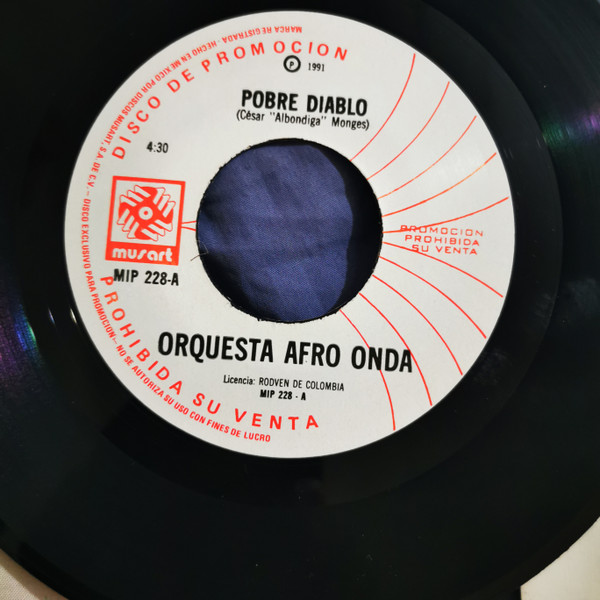 DISCO DE PROMOCION
MARCA REGISTRADA - HECHO EN MEXICO POR DISCOS MUSART, S.A. DE C.V. - DISCO EXCLUSIVO PARA PROMOCION - NO SE AUTORIZA SU USO CON FINES DE LUCRO
Ⓟ 1991
POBRE DIABLO
(César "Albondiga" Monges)
4:30
musart
MIP 228-A
PROMOCION
PROHIBIDA
SU VENTA
ORQUESTA AFRO ONDA
Licencia: RODVEN DE COLOMBIA
MIP 228 - A
PROHIBIDA SU VENTA